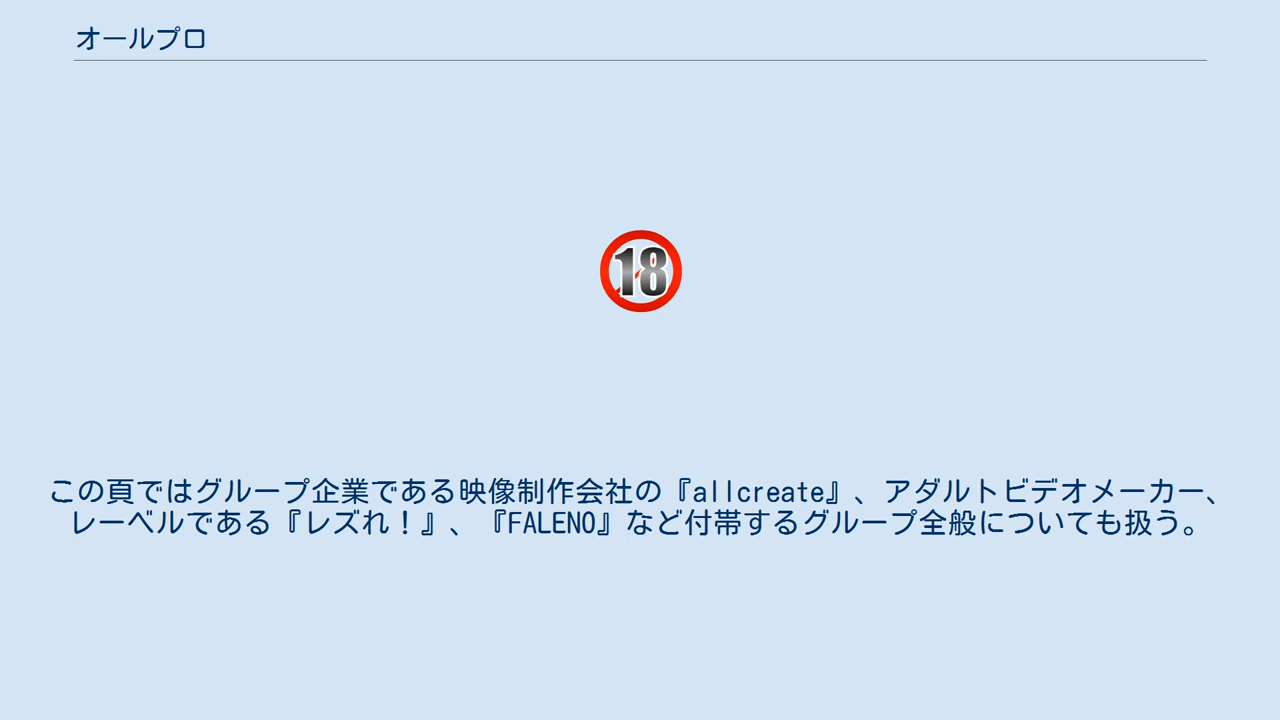 オールプロ
18
この頁ではグループ企業である映像制作会社の『allcreate』、アダルトビデオメーカー、
レーベルである『レズれ！』、『FALENO』など付帯するグループ全般についても扱う。